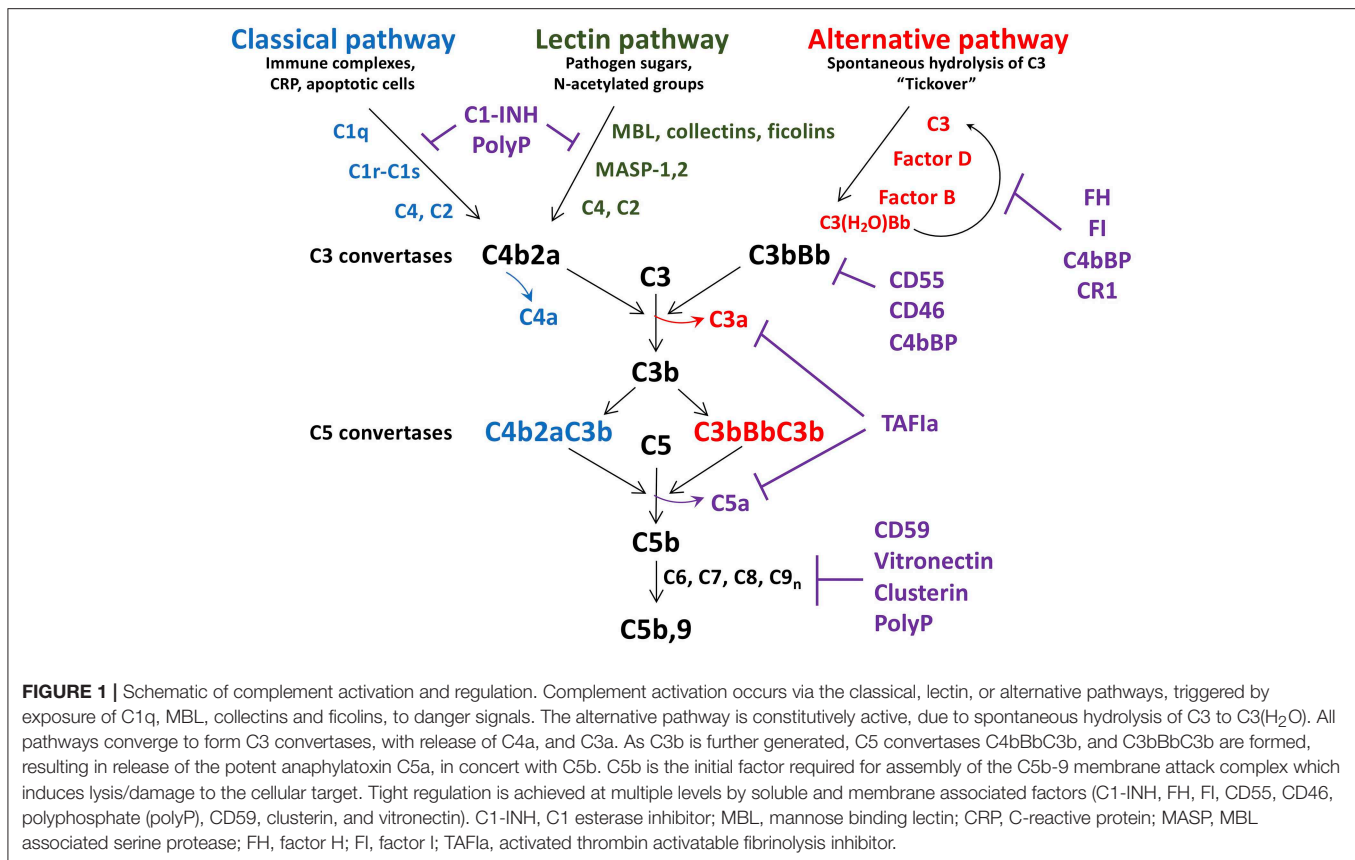 Classical pathway
Immune complexes,
CRP, apoptotic cells
Lectin pathway
Pathogen sugars,
N-acetylated groups
Alternative pathway
Spontaneous hydrolysis of C3
“Tickover”
C1q
C1r-C1s
C4, C2
C1-INH
PolyP
MBL, collectins, ficolins
MASP-1,2
C4, C2
C3
Factor D
Factor B
C3(H₂O)Bb
FH
FI
C4bBP
CR1
C3 convertases
C4b2a
C3bBb
C3
CD55
CD46
C4bBP
C4a
C3a
C3b
TAFIa
C5 convertases
C4b2aC3b
C3bBbC3b
C5
C5a
C5b
C6, C7, C8, C9ₙ
CD59
Vitronectin
Clusterin
PolyP
C5b,9
FIGURE 1 | Schematic of complement activation and regulation. Complement activation occurs via the classical, lectin, or alternative pathways, triggered by
exposure of C1q, MBL, collectins and ficolins, to danger signals. The alternative pathway is constitutively active, due to spontaneous hydrolysis of C3 to C3(H₂O). All
pathways converge to form C3 convertases, with release of C4a, and C3a. As C3b is further generated, C5 convertases C4bBbC3b, and C3bBbC3b are formed,
resulting in release of the potent anaphylatoxin C5a, in concert with C5b. C5b is the initial factor required for assembly of the C5b-9 membrane attack complex which
induces lysis/damage to the cellular target. Tight regulation is achieved at multiple levels by soluble and membrane associated factors (C1-INH, FH, FI, CD55, CD46,
polyphosphate (polyP), CD59, clusterin, and vitronectin). C1-INH, C1 esterase inhibitor; MBL, mannose binding lectin; CRP, C-reactive protein; MASP, MBL
associated serine protease; FH, factor H; FI, factor I; TAFIa, activated thrombin activatable fibrinolysis inhibitor.